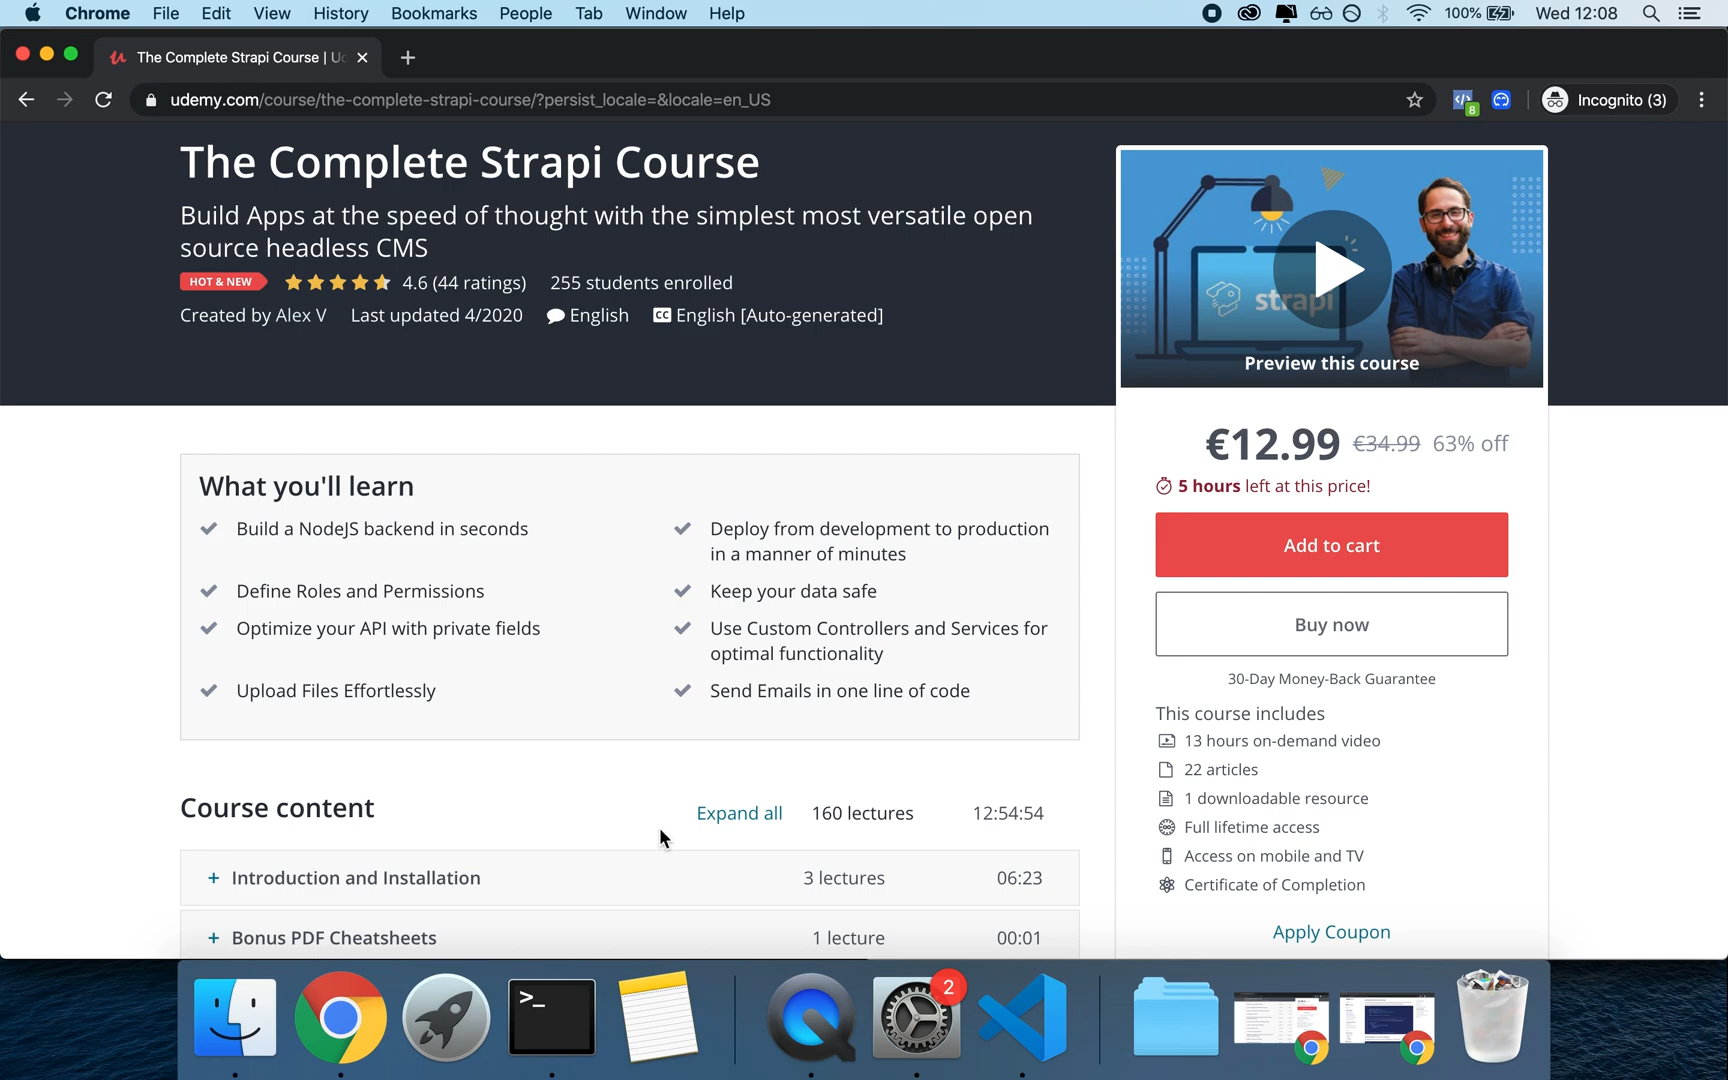 Chrome File Edit View History Bookmarks People Tab Window Help 100% Wed 12:08
The Complete Strapi Course | Ud
udemy.com/course/the-complete-strapi-course/?persist_locale=&locale=en_US
8
Incognito (3)
The Complete Strapi Course
Build Apps at the speed of thought with the simplest most versatile open
source headless CMS
HOT & NEW 4.6 (44 ratings) 255 students enrolled
Created by Alex V Last updated 4/2020 English CC English [Auto-generated]
strapi
Preview this course
€12.99 €34.99 63% off
5 hours left at this price!
Add to cart
Buy now
30-Day Money-Back Guarantee
This course includes
13 hours on-demand video
22 articles
1 downloadable resource
Full lifetime access
Access on mobile and TV
Certificate of Completion
Apply Coupon
What you'll learn
Build a NodeJS backend in seconds
Deploy from development to production
in a manner of minutes
Define Roles and Permissions
Keep your data safe
Optimize your API with private fields
Use Custom Controllers and Services for
optimal functionality
Upload Files Effortlessly
Send Emails in one line of code
Course content Expand all 160 lectures 12:54:54
+ Introduction and Installation 3 lectures 06:23
+ Bonus PDF Cheatsheets 1 lecture 00:01
>_
2